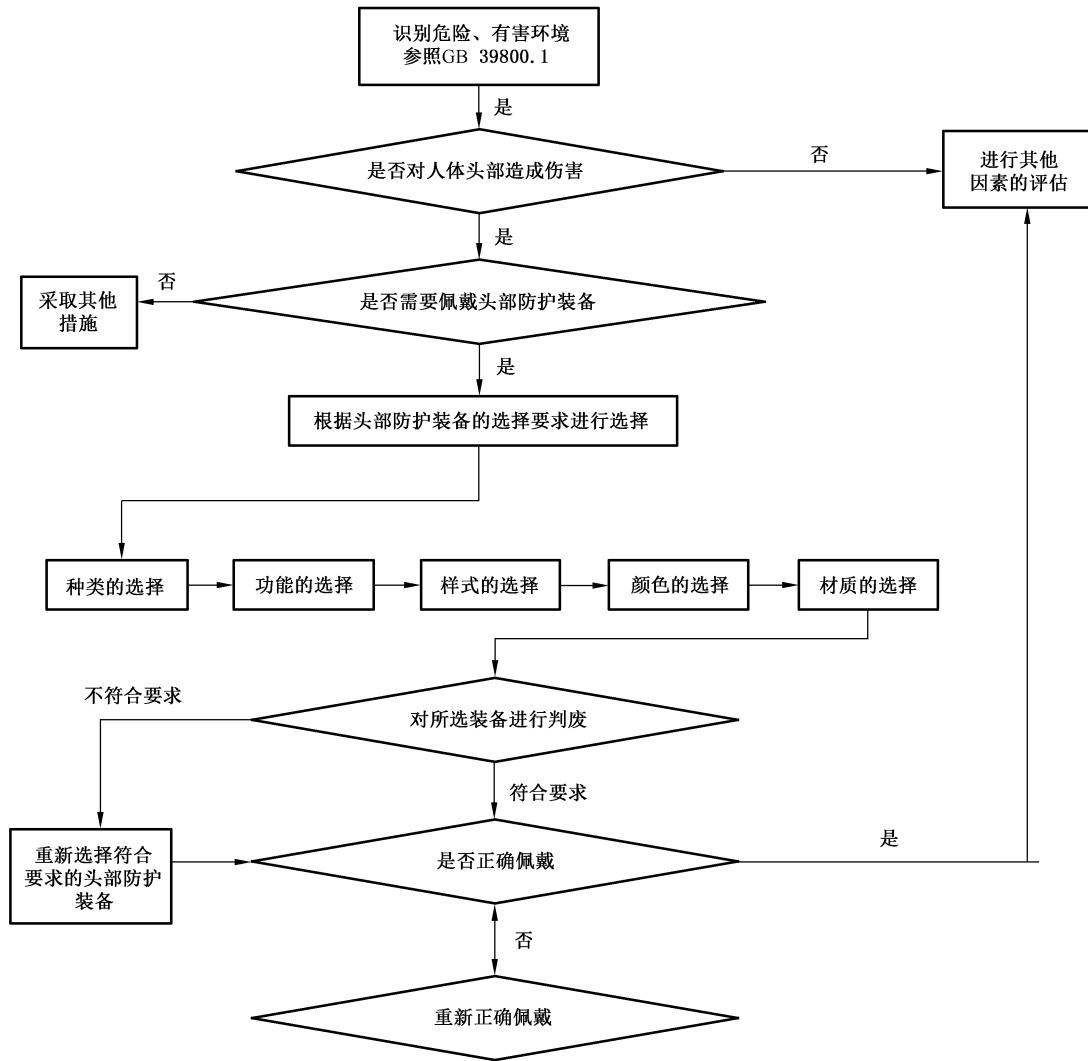 识别危险、有害环境
参照GB 39800.1
是
是否对人体头部造成伤害
否
进行其他
因素的评估
是
是否需要佩戴头部防护装备
否
采取其他
措施
是
根据头部防护装备的选择要求进行选择
种类的选择
功能的选择
样式的选择
颜色的选择
材质的选择
对所选装备进行判废
不符合要求
符合要求
重新选择符合
要求的头部防护
装备
是否正确佩戴
是
否
重新正确佩戴